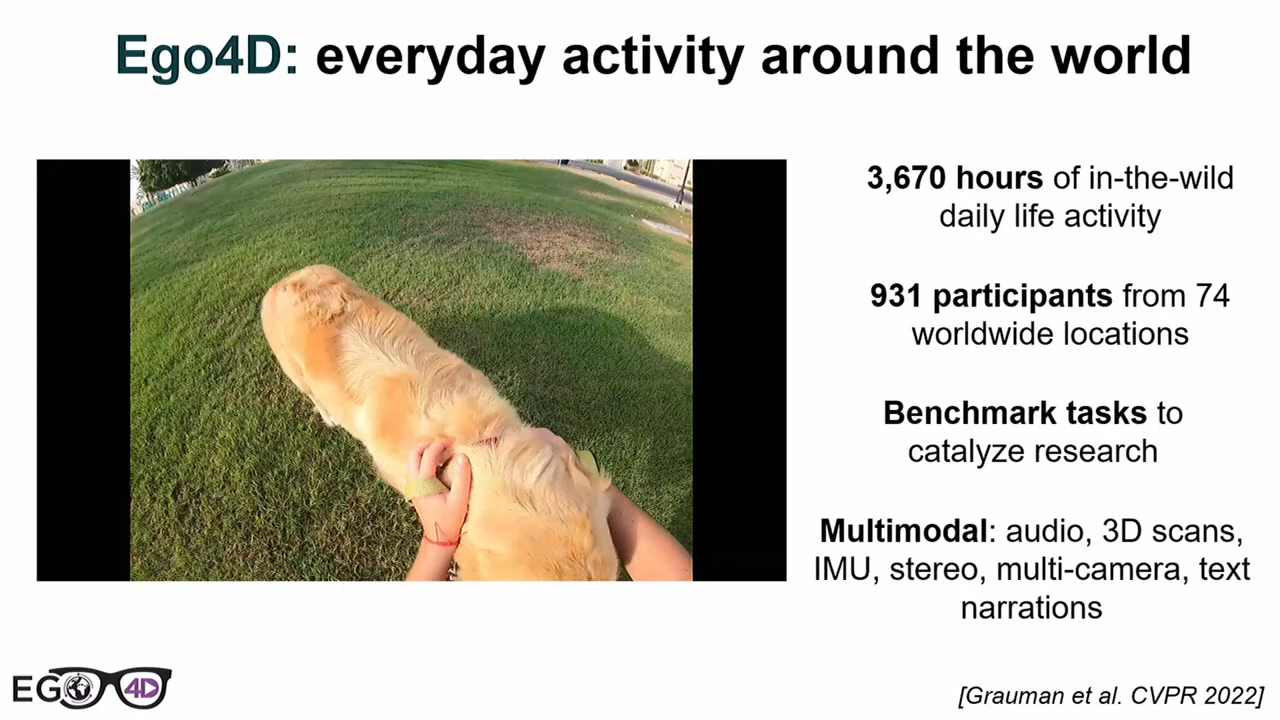 Ego4D: everyday activity around the world
3,670 hours of in-the-wild
daily life activity
931 participants from 74
worldwide locations
Benchmark tasks to
catalyze research
Multimodal: audio, 3D scans,
IMU, stereo, multi-camera, text
narrations
EGO 4D
[Grauman et al. CVPR 2022]